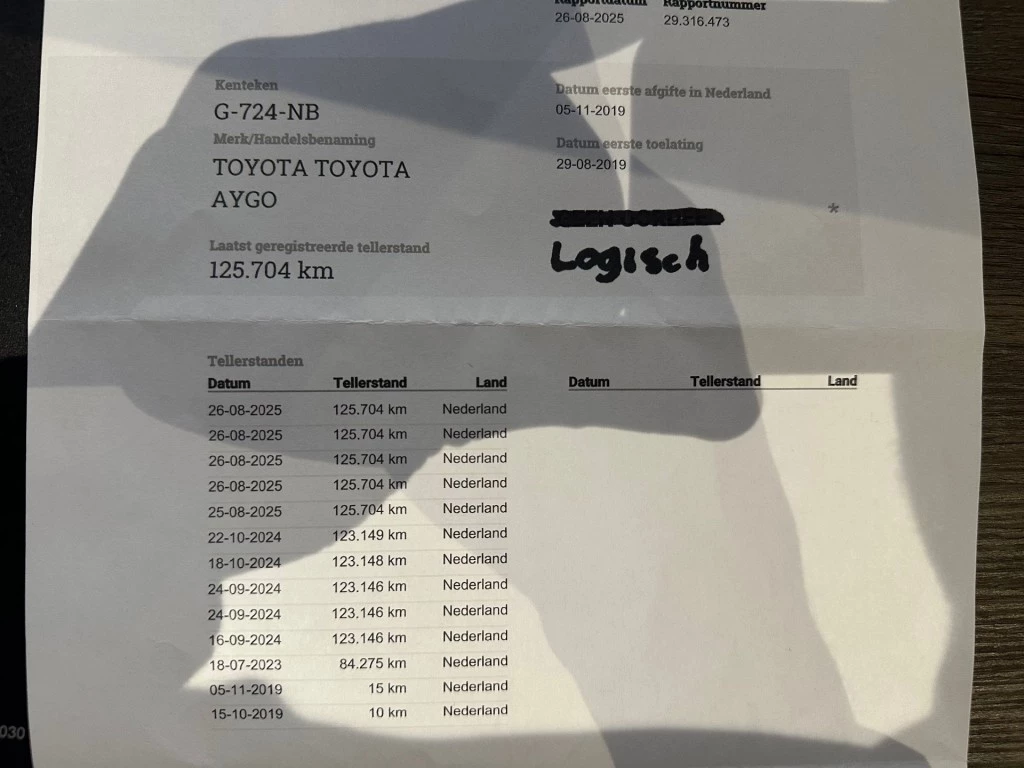 Rapportdatum Rapportnummer
26-08-2025 29.316.473
Kenteken
G-724-NB
Merk/Handelsbenaming
TOYOTA TOYOTA
AYGO
Laatst geregistreerde tellerstand
125.704 km
Datum eerste afgifte in Nederland
05-11-2019
Datum eerste toelating
29-08-2019
*
Logisch
Tellerstanden
Datum Tellerstand Land Datum Tellerstand Land
26-08-2025 125.704 km Nederland
26-08-2025 125.704 km Nederland
26-08-2025 125.704 km Nederland
26-08-2025 125.704 km Nederland
25-08-2025 125.704 km Nederland
22-10-2024 123.149 km Nederland
18-10-2024 123.148 km Nederland
24-09-2024 123.146 km Nederland
24-09-2024 123.146 km Nederland
16-09-2024 123.146 km Nederland
18-07-2023 84.275 km Nederland
05-11-2019 15 km Nederland
15-10-2019 10 km Nederland
030